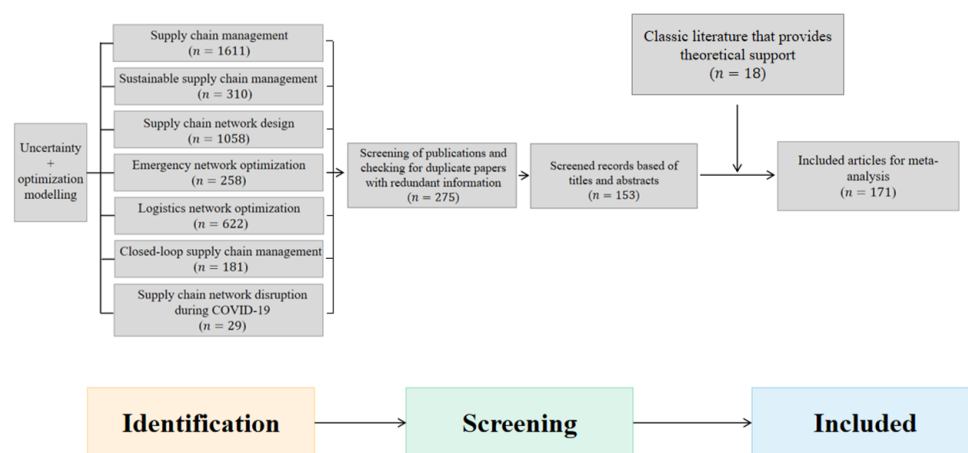 Uncertainty
+
optimization
modelling
Supply chain management
(n = 1611)
Sustainable supply chain management
(n = 310)
Supply chain network design
(n = 1058)
Emergency network optimization
(n = 258)
Logistics network optimization
(n = 622)
Closed-loop supply chain management
(n = 181)
Supply chain network disruption
during COVID-19
(n = 29)
Screening of publications and
checking for duplicate papers
with redundant information
(n = 275)
Screened records based of
titles and abstracts
(n = 153)
Classic literature that provides
theoretical support
(n = 18)
Included articles for meta-
analysis
(n = 171)
Identification
Screening
Included